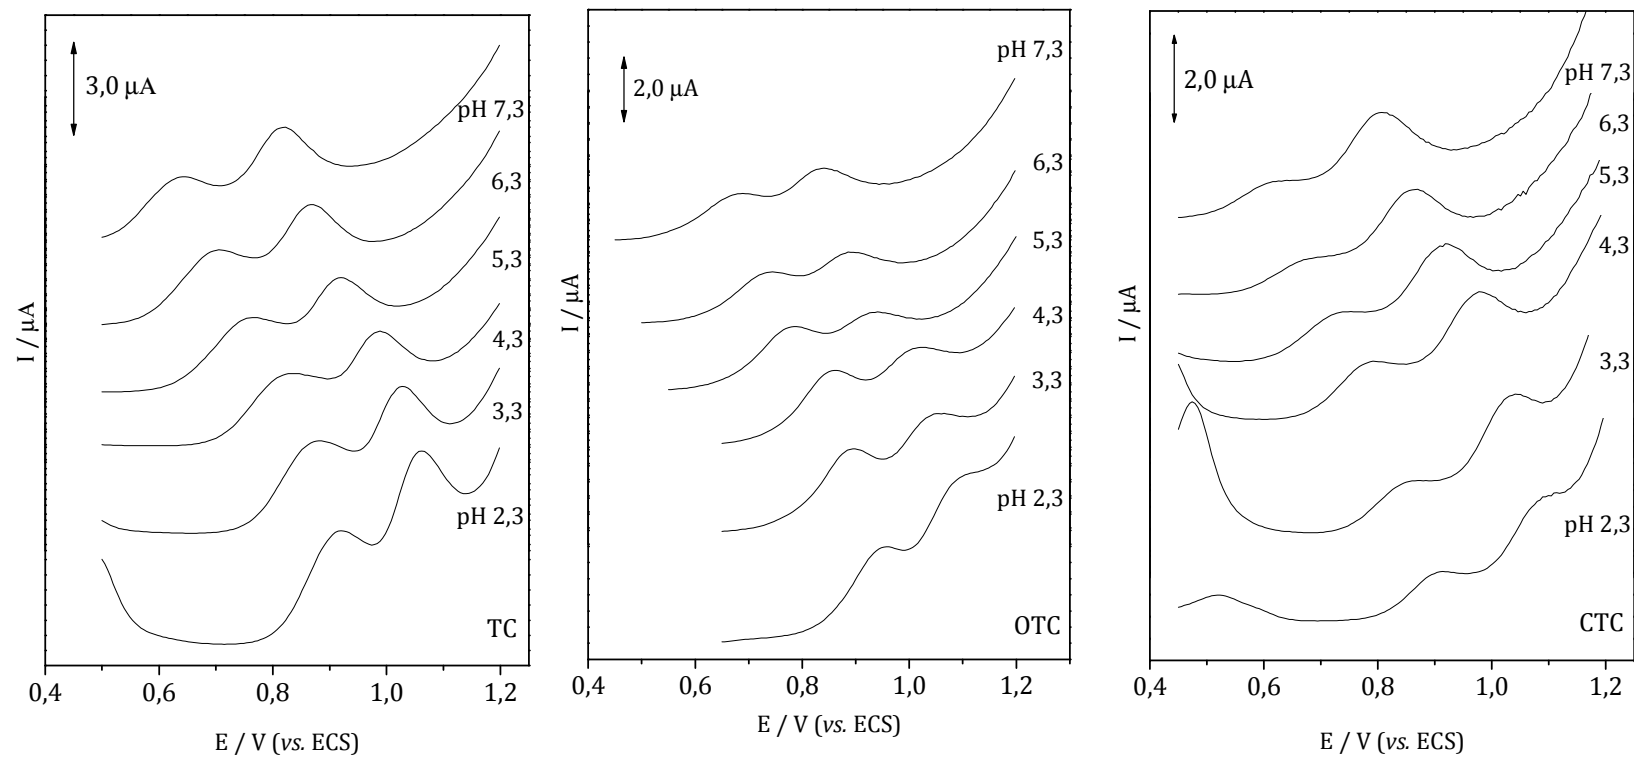 3,0 μA
pH 7,3
6,3
5,3
4,3
3,3
pH 2,3
TC
I / μA
0,4 0,6 0,8 1,0 1,2
E / V (vs. ECS)
2,0 μA
pH 7,3
6,3
5,3
4,3
3,3
pH 2,3
OTC
I / μA
0,4 0,6 0,8 1,0 1,2
E / V (vs. ECS)
2,0 μA
pH 7,3
6,3
5,3
4,3
3,3
pH 2,3
CTC
I / μA
0,4 0,6 0,8 1,0 1,2
E / V (vs. ECS)